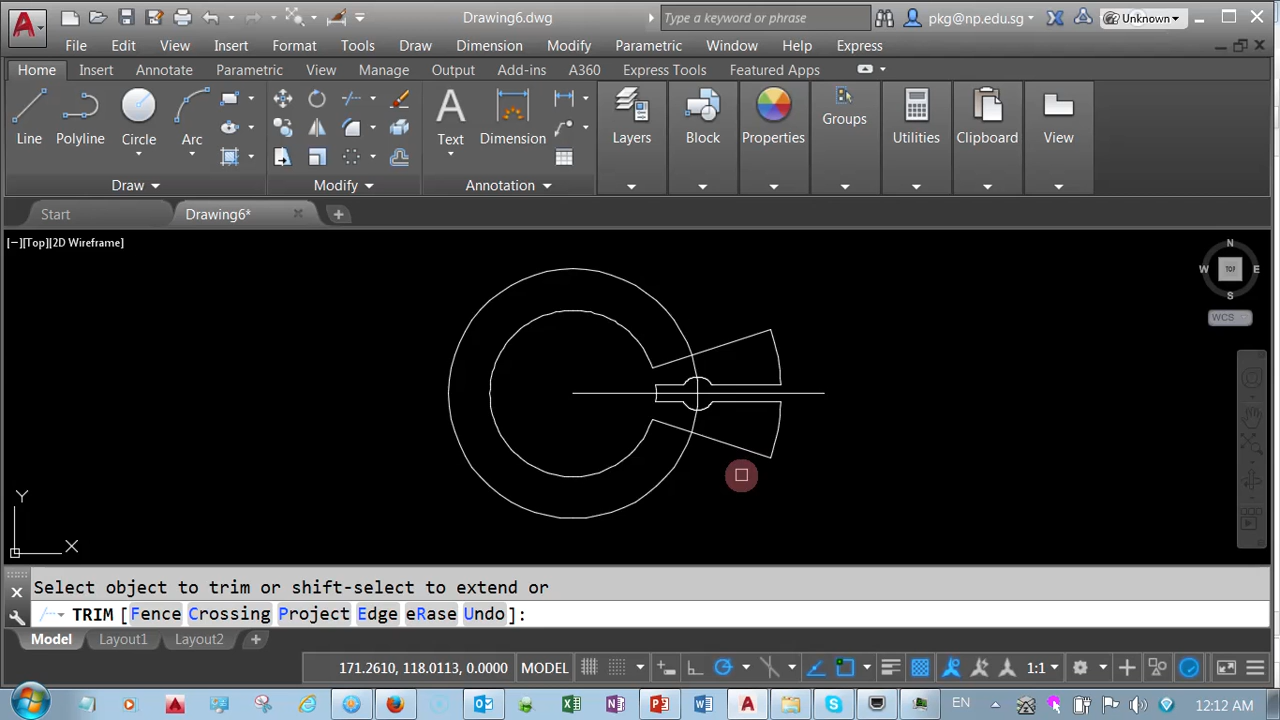 Drawing6.dwg
Type a keyword or phrase
pkg@np.edu.sg
Unknown
File Edit View Insert Format Tools Draw Dimension Modify Parametric Window Help Express
Home Insert Annotate Parametric View Manage Output Add-ins A360 Express Tools Featured Apps
Line Polyline Circle Arc
Text Dimension
Layers Block Properties Groups Utilities Clipboard View
Draw Modify Annotation
Start Drawing6*
[−][Top][2D Wireframe]
N
W TOP E
S
WCS
Y
X
Select object to trim or shift-select to extend or
TRIM [Fence Crossing Project Edge eRase Undo]:
Model Layout1 Layout2
171.2610, 118.0113, 0.0000 MODEL 1:1
EN 12:12 AM